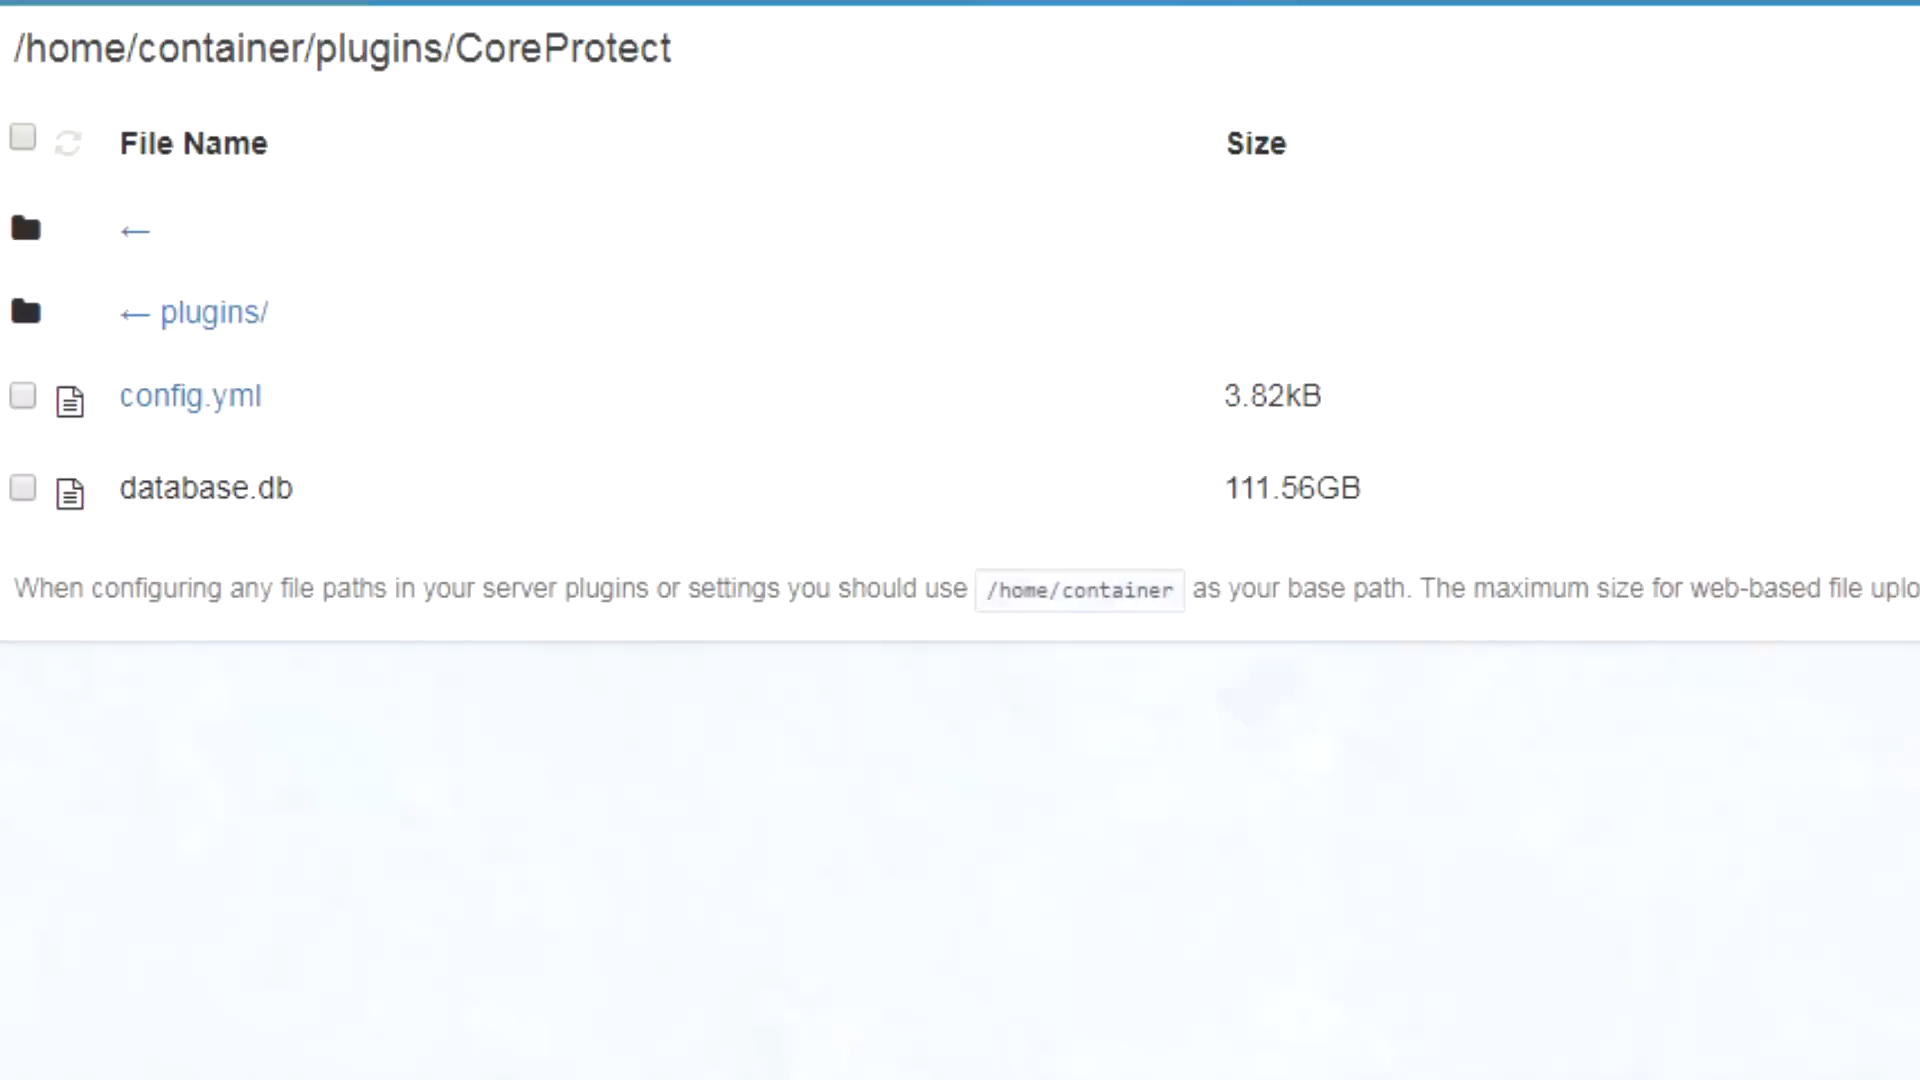 /home/container/plugins/CoreProtect
File Name Size
←
← plugins/
config.yml 3.82kB
database.db 111.56GB
When configuring any file paths in your server plugins or settings you should use /home/container as your base path. The maximum size for web-based file uplo